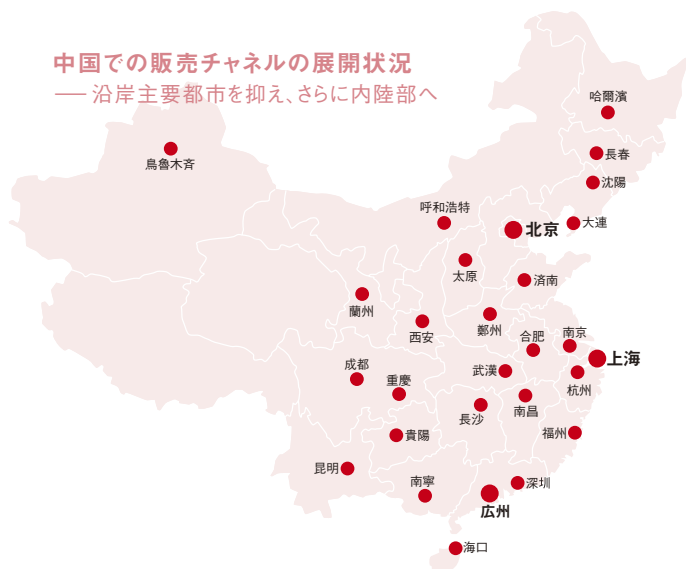 中国での販売チャネルの展開状況
── 沿岸主要都市を抑え、さらに内陸部へ
哈爾濱
長春
烏魯木斉
沈陽
呼和浩特
大連
北京
太原
済南
蘭州
鄭州
西安
合肥
南京
上海
成都
武漢
重慶
杭州
南昌
長沙
貴陽
福州
昆明
南寧
深圳
広州
海口